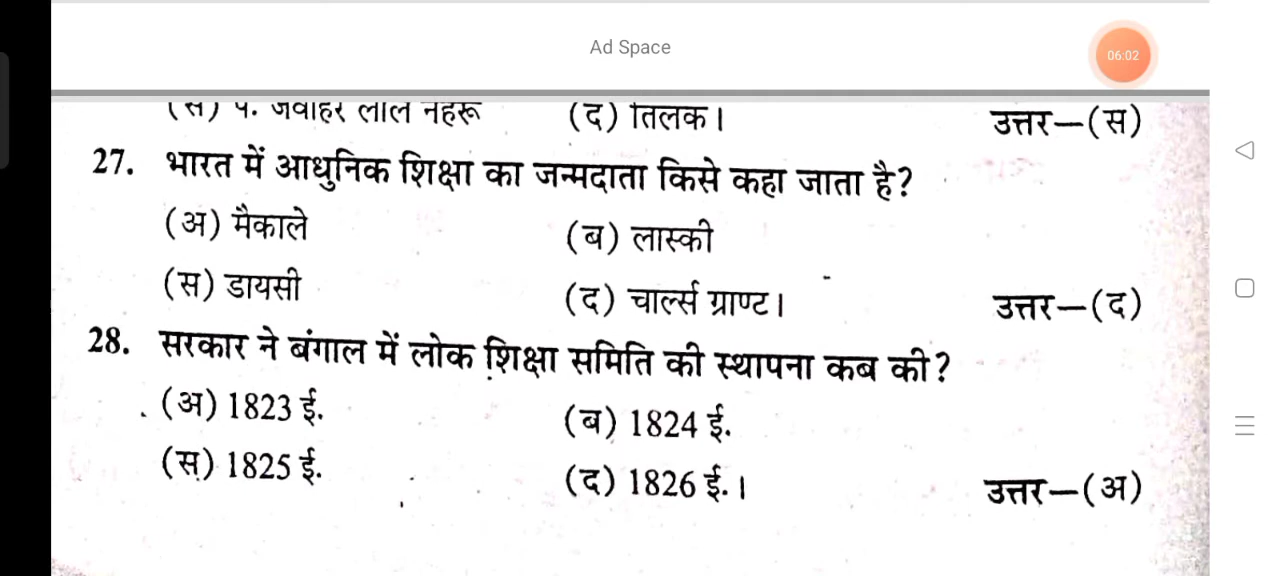 Ad Space
06:02
(स) पं. जवाहर लाल नेहरू (द) तिलक। उत्तर—(स)
27. भारत में आधुनिक शिक्षा का जन्मदाता किसे कहा जाता है?
(अ) मैकाले (ब) लास्की
(स) डायसी (द) चार्ल्स ग्राण्ट। उत्तर—(द)
28. सरकार ने बंगाल में लोक शिक्षा समिति की स्थापना कब की?
(अ) 1823 ई. (ब) 1824 ई.
(स) 1825 ई. (द) 1826 ई.। उत्तर—(अ)